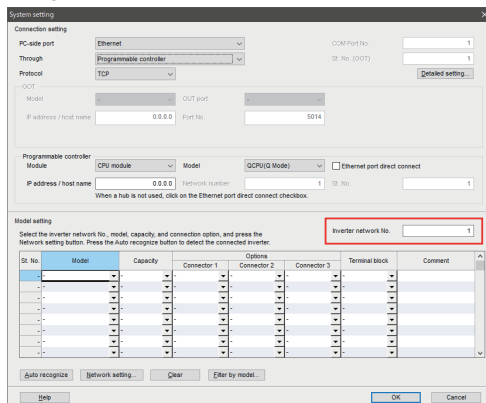 System setting
Connection setting
PC-side port Ethernet COM Port No. 1
Through Programmable controller St. No. (GOT) 1
Protocol TCP Detailed setting...
GOT
Model - OUT port -
IP address / host name 0.0.0.0 Port No. 5014
Programmable controller
Module CPU module Model QCPU(Q Mode) Ethernet port direct connect
IP address / host name 0.0.0.0 Network number 1 St. No. 1
When a hub is not used, click on the Ethernet port direct connect checkbox.
Model setting
Select the inverter network No., model, capacity, and connection option, and press the
Network setting button. Press the Auto recognize button to detect the connected inverter.
Inverter network No. 1
St. No. Model Capacity Options Terminal block Comment
Connector 1 Connector 2 Connector 3
- - - - - - -
- - - - - - -
- - - - - - -
- - - - - - -
- - - - - - -
- - - - - - -
- - - - - - -
- - - - - - -
Auto recognize Network setting... Clear Filter by model...
Help OK Cancel